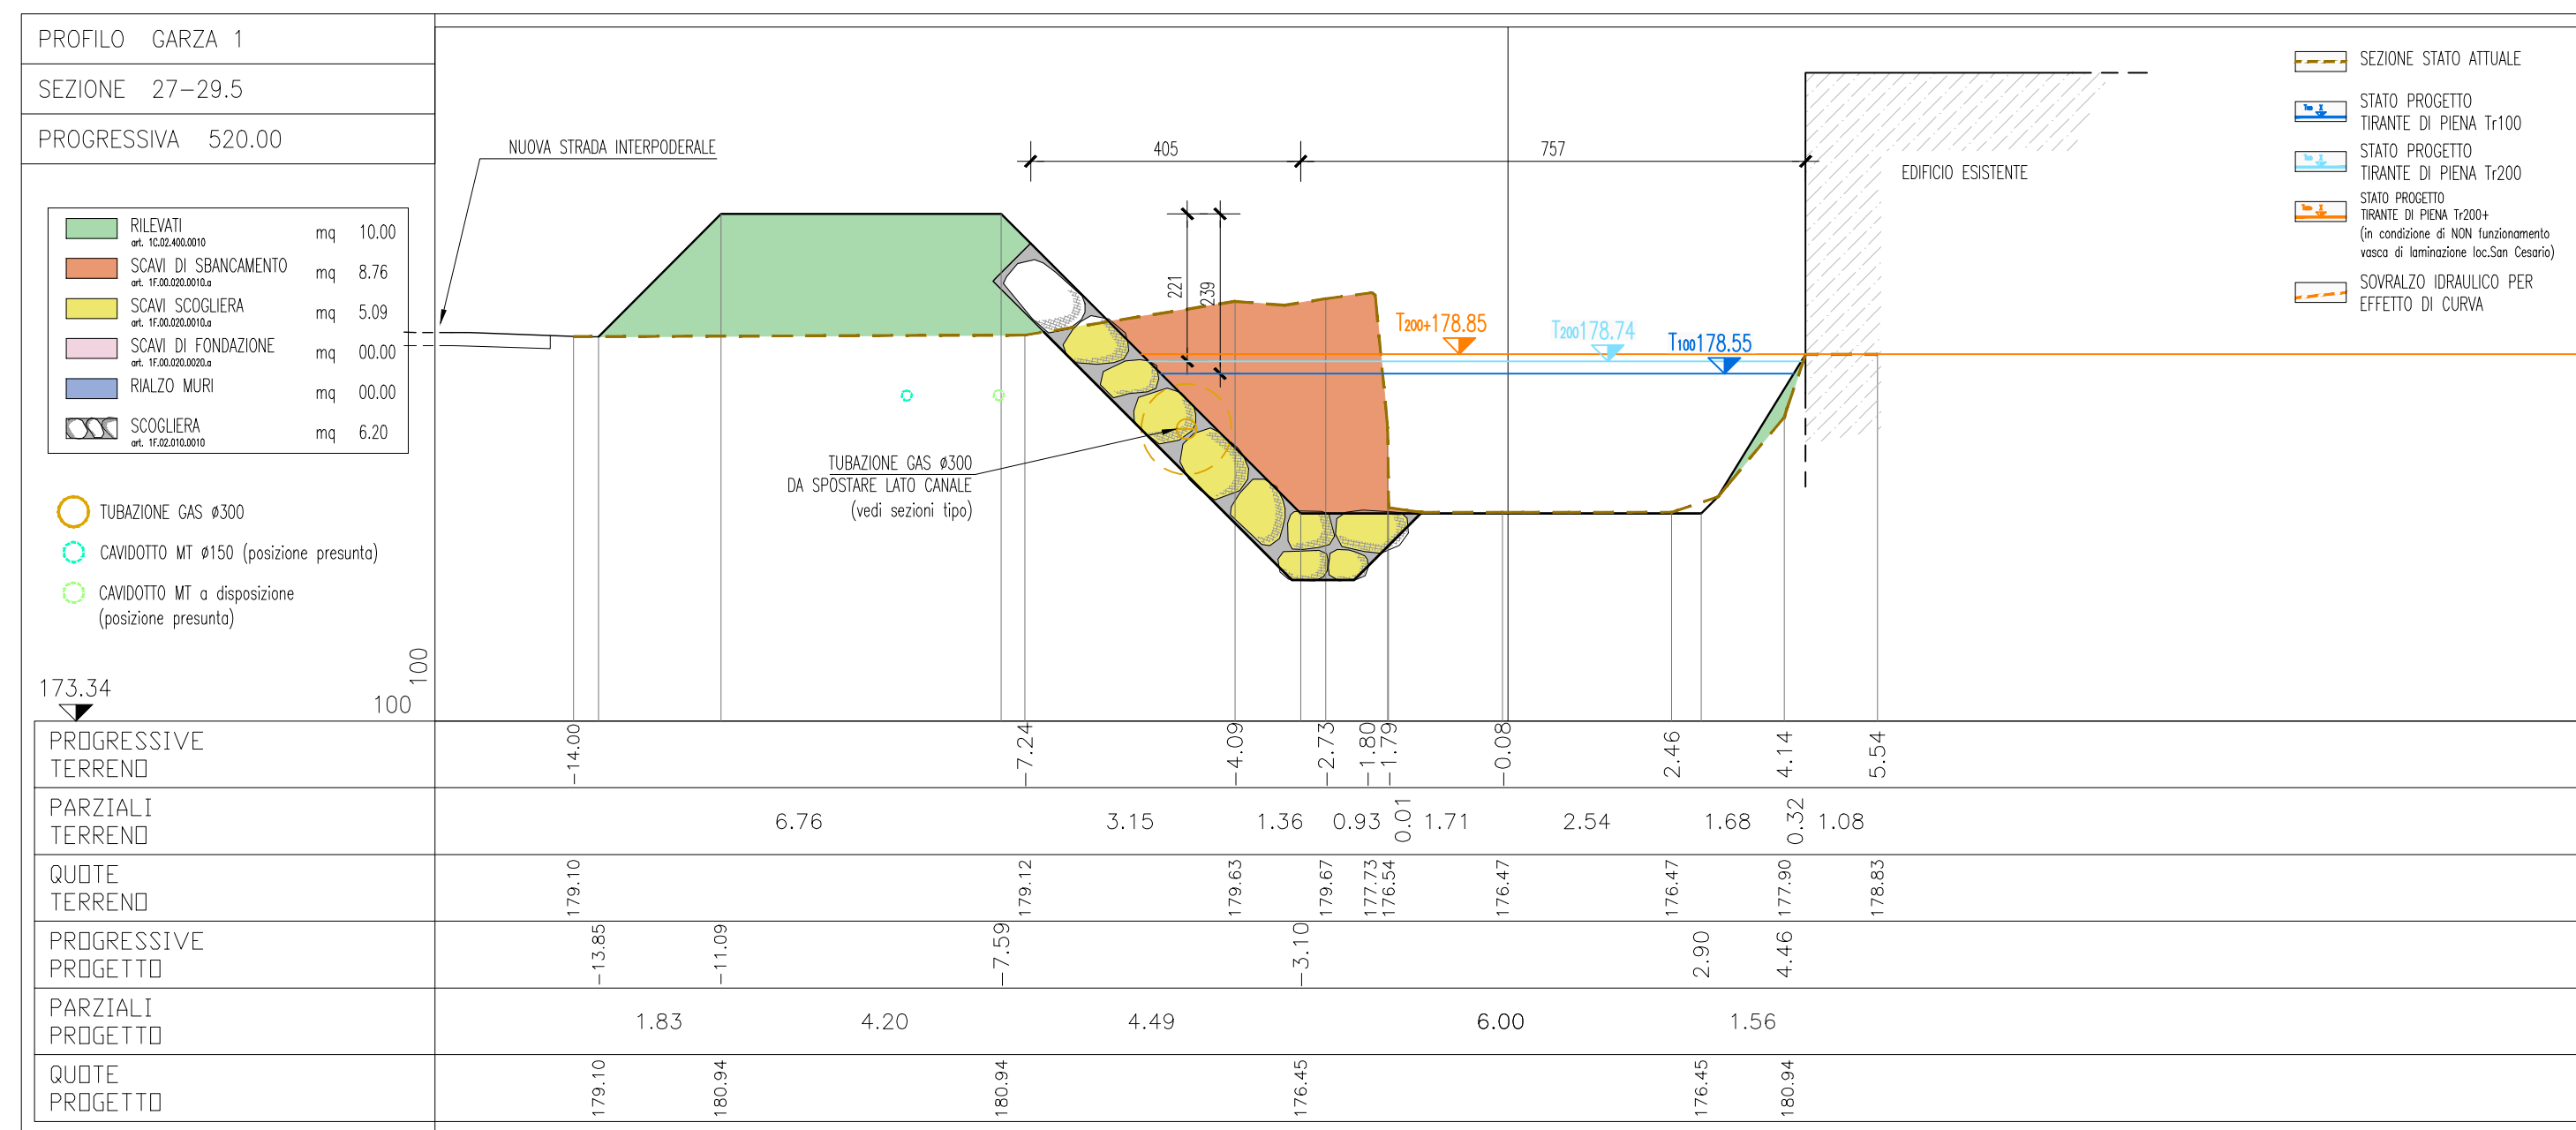 PROFILO GARZA 1
SEZIONE 27-29.5
PROGRESSIVA 520.00
RILEVATI mq 10.00
art. 1C.02.400.0010
SCAVI DI SBANCAMENTO mq 8.76
art. 1F.00.020.0010.a
SCAVI SCOGLIERA mq 5.09
art. 1F.00.020.0010.a
SCAVI DI FONDAZIONE mq 00.00
art. 1F.00.020.0020.a
RIALZO MURI mq 00.00
SCOGLIERA mq 6.20
art. 1F.02.010.0010
TUBAZIONE GAS ø300
CAVIDOTTO MT ø150 (posizione presunta)
CAVIDOTTO MT a disposizione
(posizione presunta)
173.34
100
100
NUOVA STRADA INTERPODERALE
405
757
221
239
T200+178.85
T200178.74
T100178.55
TUBAZIONE GAS ø300
DA SPOSTARE LATO CANALE
(vedi sezioni tipo)
EDIFICIO ESISTENTE
SEZIONE STATO ATTUALE
STATO PROGETTO
TIRANTE DI PIENA Tr100
STATO PROGETTO
TIRANTE DI PIENA Tr200
STATO PROGETTO
TIRANTE DI PIENA Tr200+
(in condizione di NON funzionamento
vasca di laminazione loc.San Cesario)
SOVRALZO IDRAULICO PER
EFFETTO DI CURVA
PROGRESSIVE
TERRENO
-14.00 -7.24 -4.09 -2.73 -1.80 -1.79 -0.08 2.46 4.14 5.54
PARZIALI
TERRENO
6.76 3.15 1.36 0.93 0.01 1.71 2.54 1.68 0.32 1.08
QUOTE
TERRENO
179.10 179.12 179.63 179.67 177.73 176.54 176.47 176.47 177.90 178.83
PROGRESSIVE
PROGETTO
-13.85 -11.09 -7.59 -3.10 2.90 4.46
PARZIALI
PROGETTO
1.83 4.20 4.49 6.00 1.56
QUOTE
PROGETTO
179.10 180.94 180.94 176.45 176.45 180.94